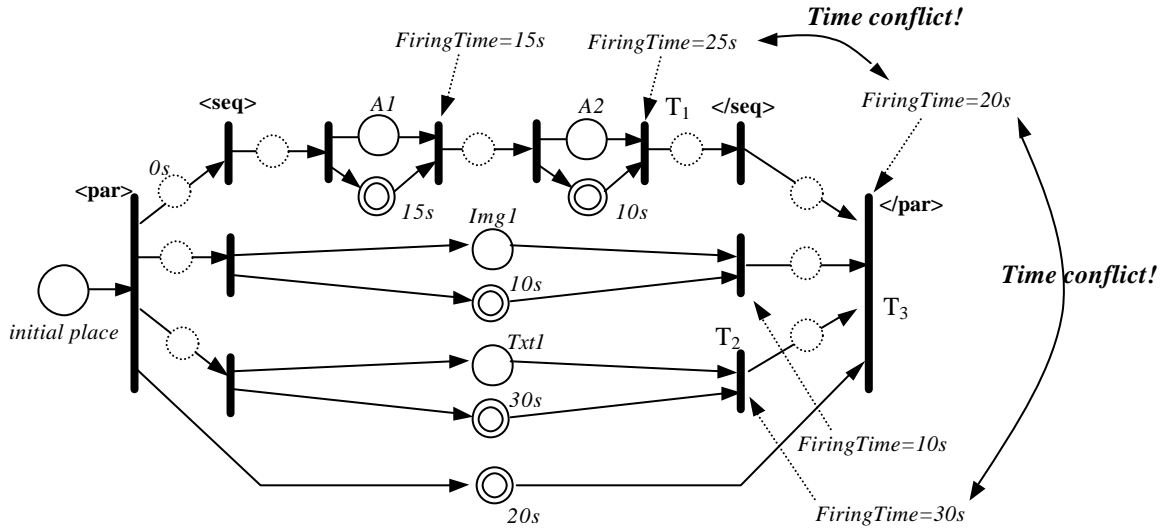 Time conflict!
FiringTime=15s
FiringTime=25s
FiringTime=20s
<seq>
A1
A2
T1
</seq>
0s
<par>
15s
10s
</par>
Img1
10s
Time conflict!
initial place
T3
Txt1
T2
30s
FiringTime=10s
20s
FiringTime=30s